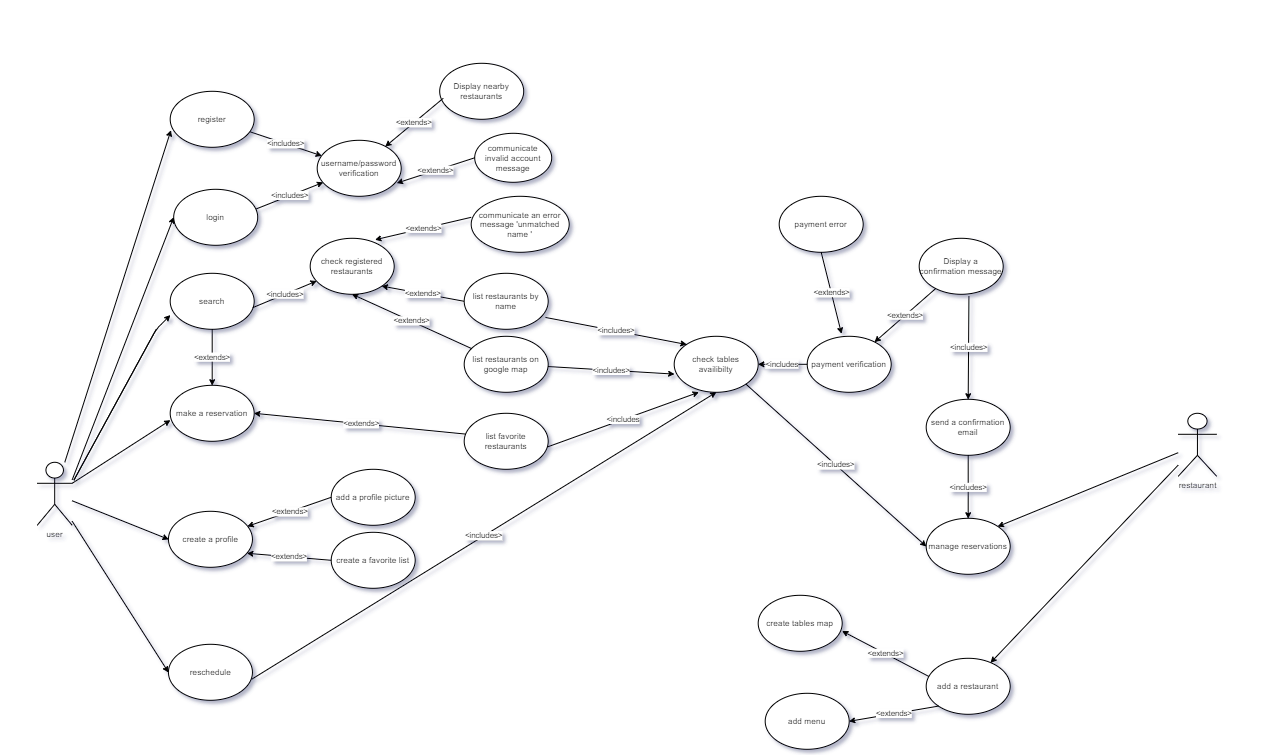 Display nearby
restaurants
register
<extends>
<includes>
communicate
invalid account
message
username/password
verification
<extends>
<includes>
login
communicate an error
message 'unmatched
name '
payment error
<extends>
check registered
restaurants
Display a
confirmation message
search
<includes>
<extends>
list restaurants by
name
<extends>
<extends>
<includes>
<extends>
<extends>
list restaurants on
google map
<includes>
check tables
availibilty
<includes
payment verification
<includes>
make a reservation
<extends>
list favorite
restaurants
<includes
send a confirmation
email
<includes>
restaurant
<includes>
add a profile picture
<extends>
user
create a profile
<extends>
create a favorite list
<includes>
manage reservations
create tables map
<extends>
reschedule
add a restaurant
<extends>
add menu